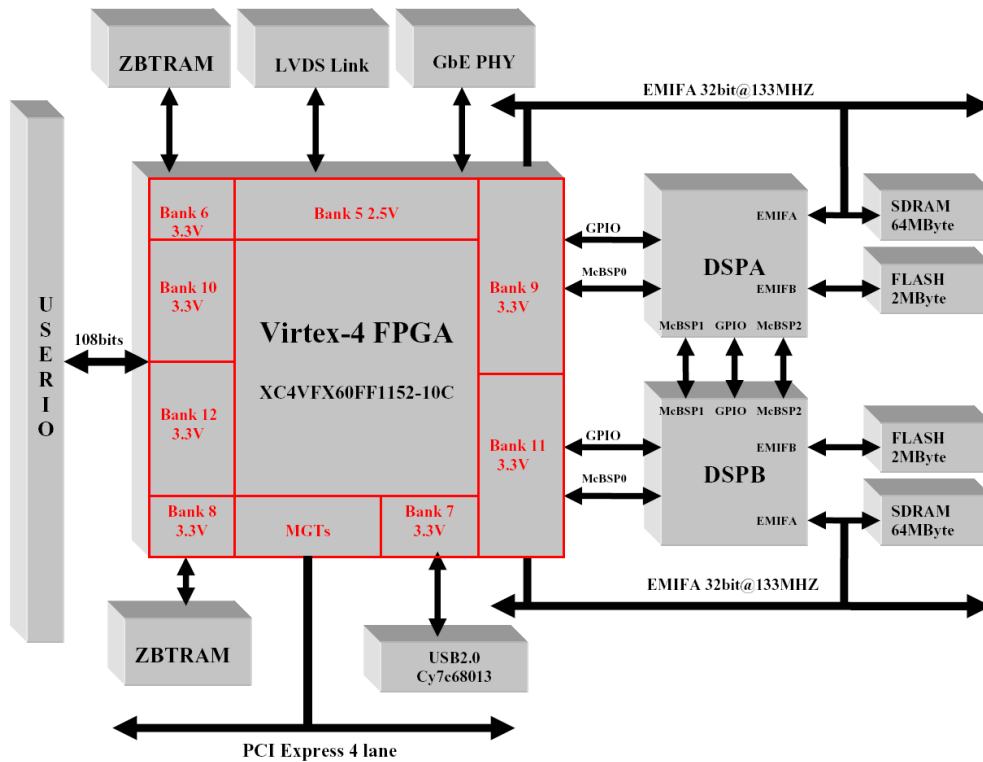 ZBTRAM
LVDS Link
GbE PHY
EMIFA 32bit@133MHZ
USERIO
108bits
Bank 6
3.3V
Bank 5 2.5V
Bank 10
3.3V
Bank 9
3.3V
Virtex-4 FPGA
XC4VFX60FF1152-10C
Bank 12
3.3V
Bank 11
3.3V
Bank 8
3.3V
MGTs
Bank 7
3.3V
GPIO
McBSP0
EMIFA
DSPA
EMIFB
McBSP1 GPIO McBSP2
SDRAM
64MByte
FLASH
2MByte
McBSP1 GPIO McBSP2
GPIO
McBSP0
EMIFB
DSPB
EMIFA
FLASH
2MByte
SDRAM
64MByte
EMIFA 32bit@133MHZ
ZBTRAM
USB2.0
Cy7c68013
PCI Express 4 lane